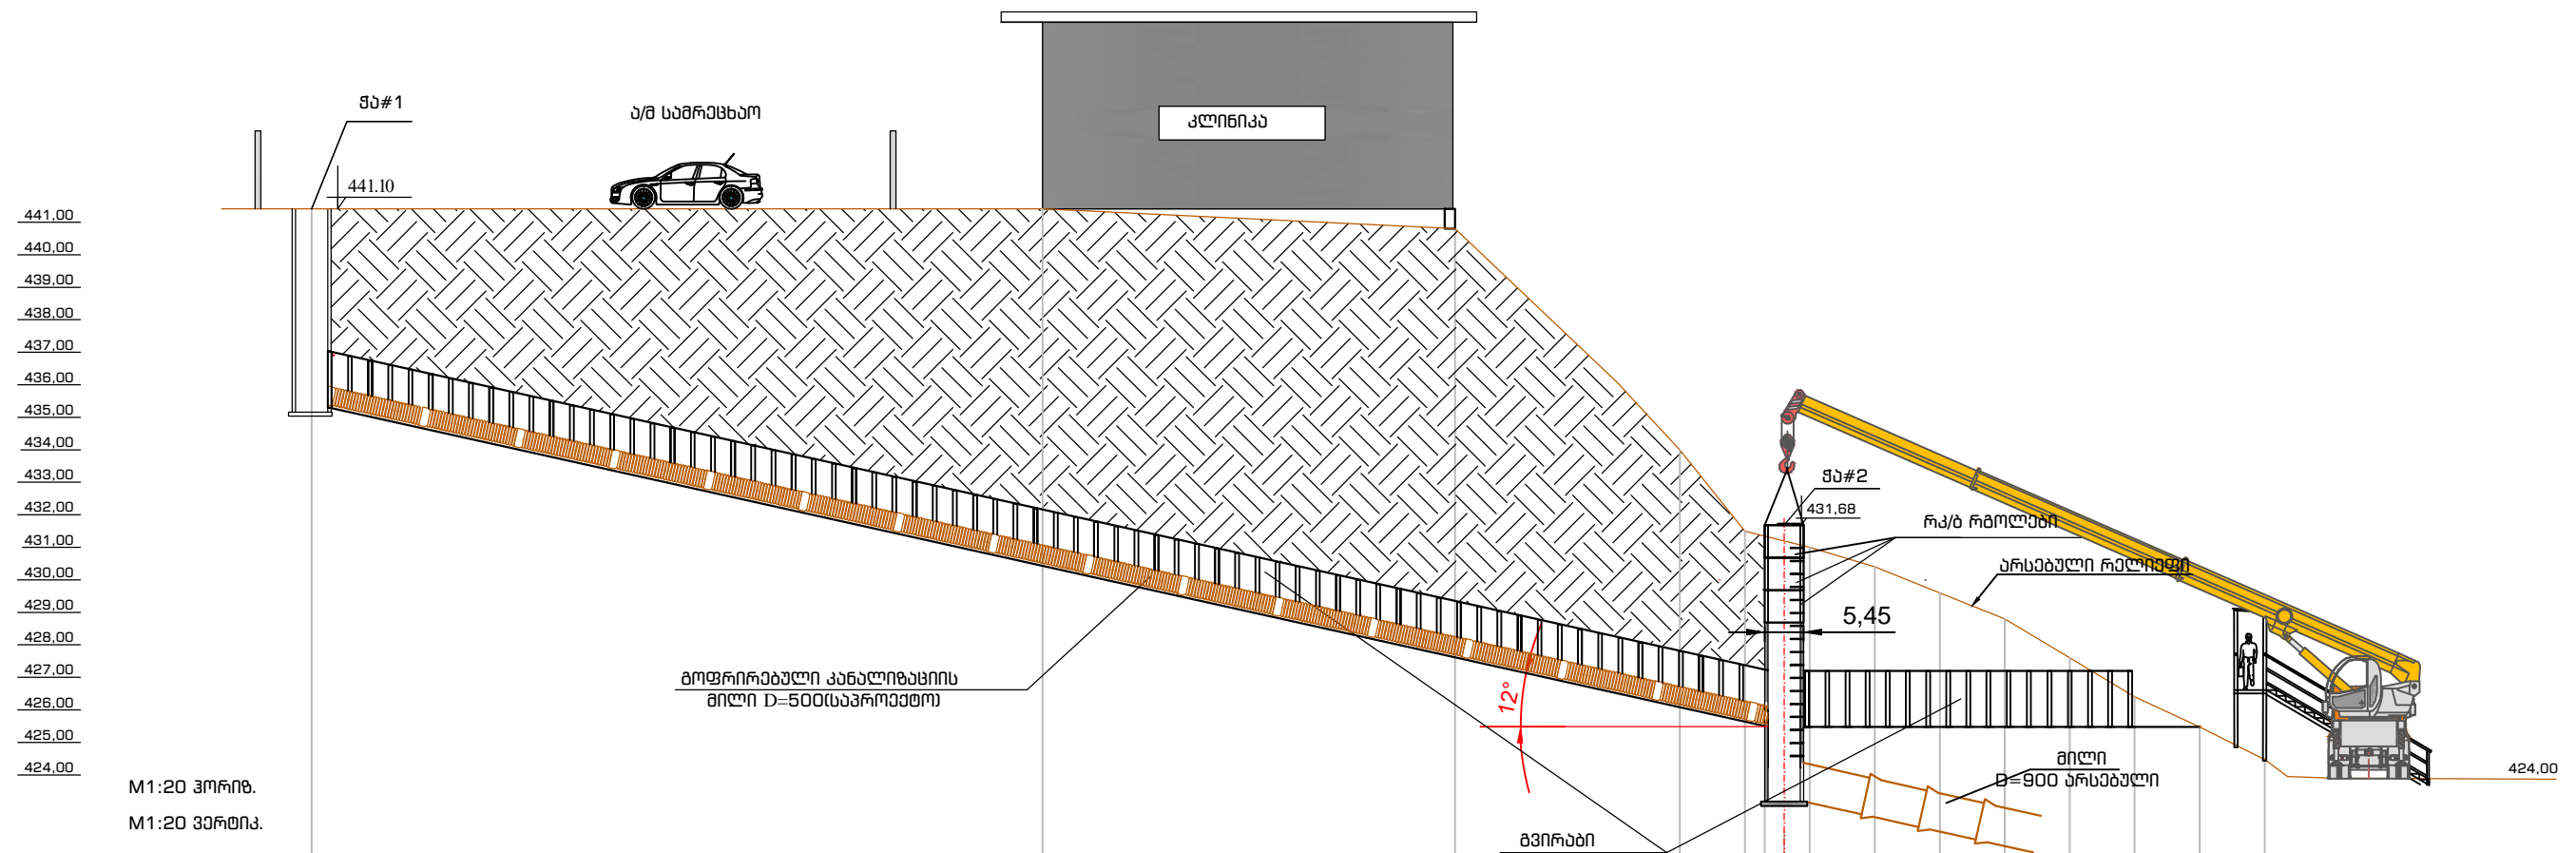 ჭა#1
ა/მ სამრეცხაო
კლინიკა
441.10
441,00
440,00
439,00
438,00
437,00
436,00
435,00
434,00
433,00
432,00
431,00
430,00
429,00
428,00
427,00
426,00
425,00
424,00
ჭა#2
431,68
რკ/ბ რგოლები
არსებული რელიეფი
5,45
გოფრირებული კანალიზაციის
მილი D=500(საპროექტო)
12°
მილი
D=900 არსებული
424,00
M1:20 ჰორიზ.
M1:20 ვერტიკ.
გვირაბი